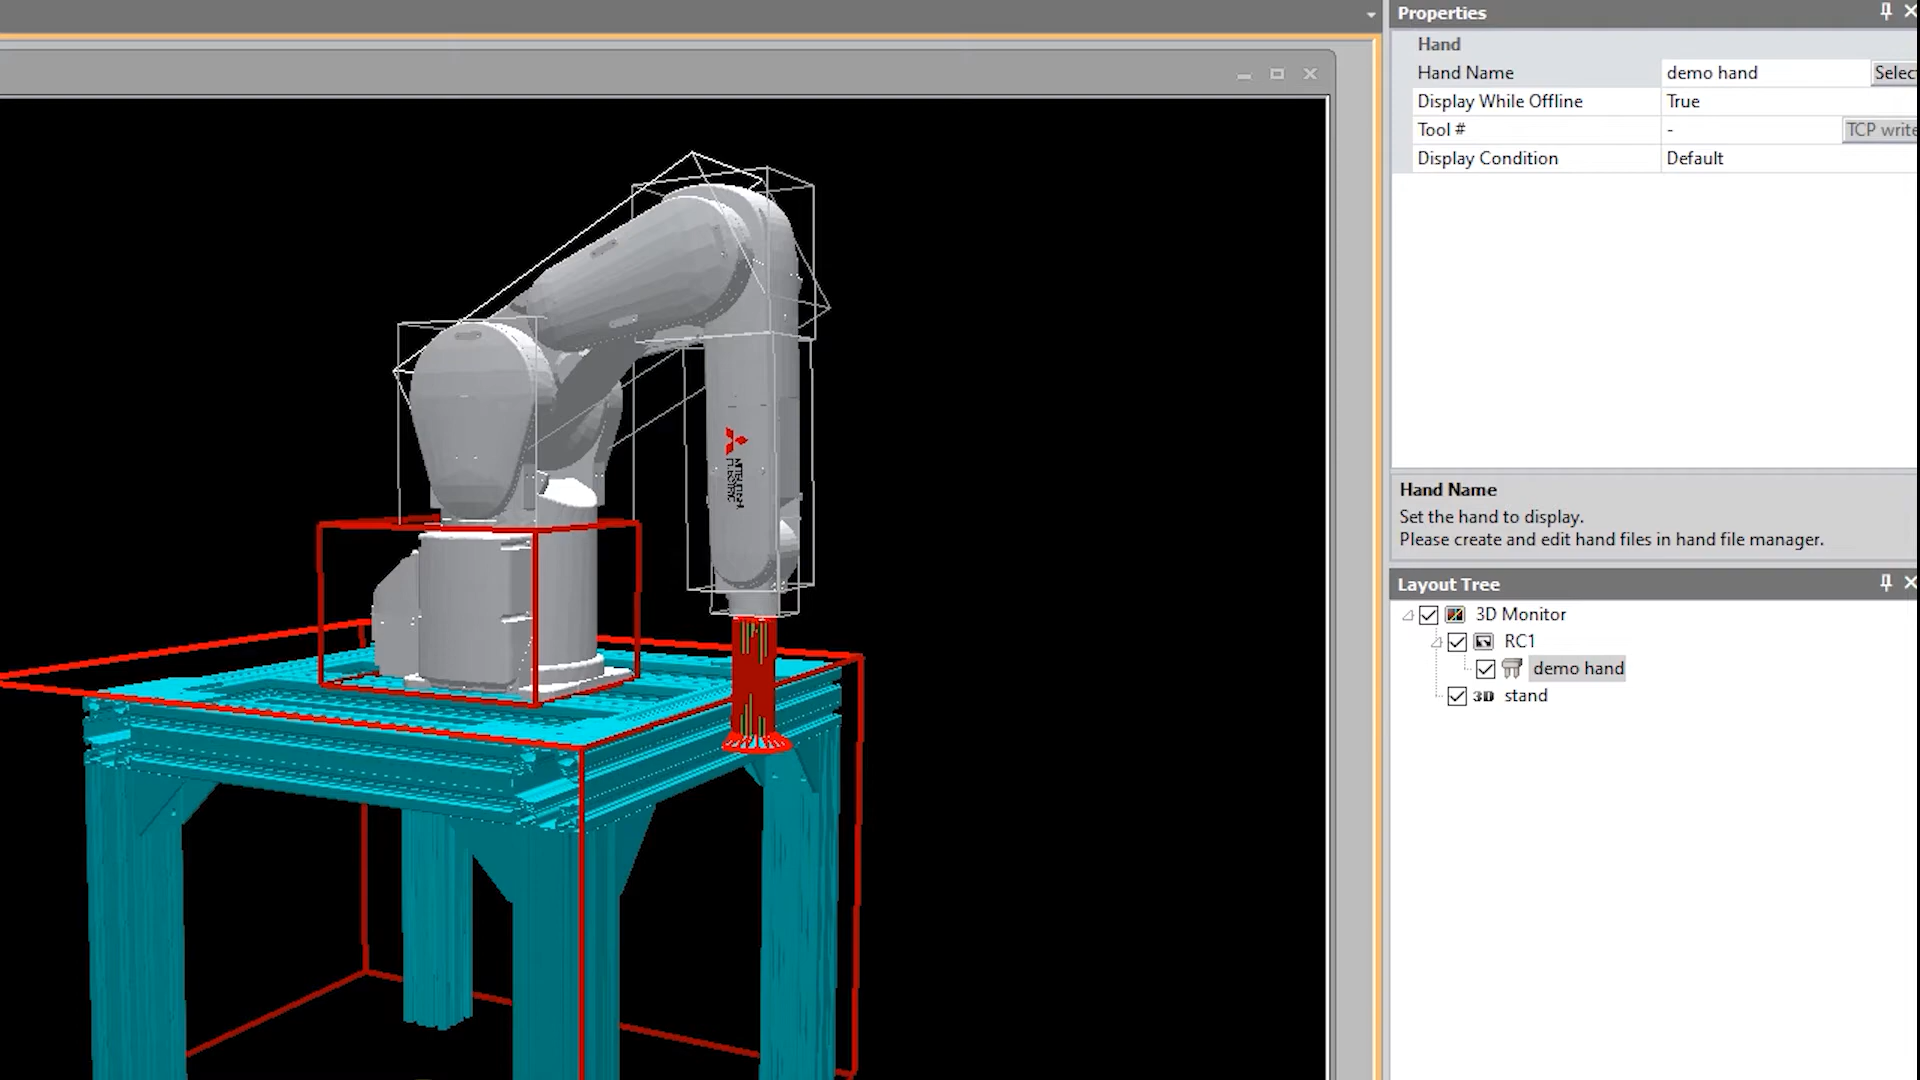 Properties
Hand
Hand Name demo hand Selec
Display While Offline True
Tool # - TCP write
Display Condition Default
MITSUBISHI
ELECTRIC
Hand Name
Set the hand to display.
Please create and edit hand files in hand file manager.
Layout Tree
3D Monitor
RC1
demo hand
3D stand